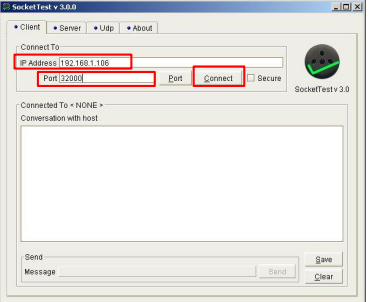 SocketTest v 3.0.0
Client Server Udp About
Connect To
IP Address 192.168.1.106
Port 32000 Port Connect Secure
SocketTest v 3.0
Connected To < NONE >
Conversation with host
Send
Message Send
Save
Clear